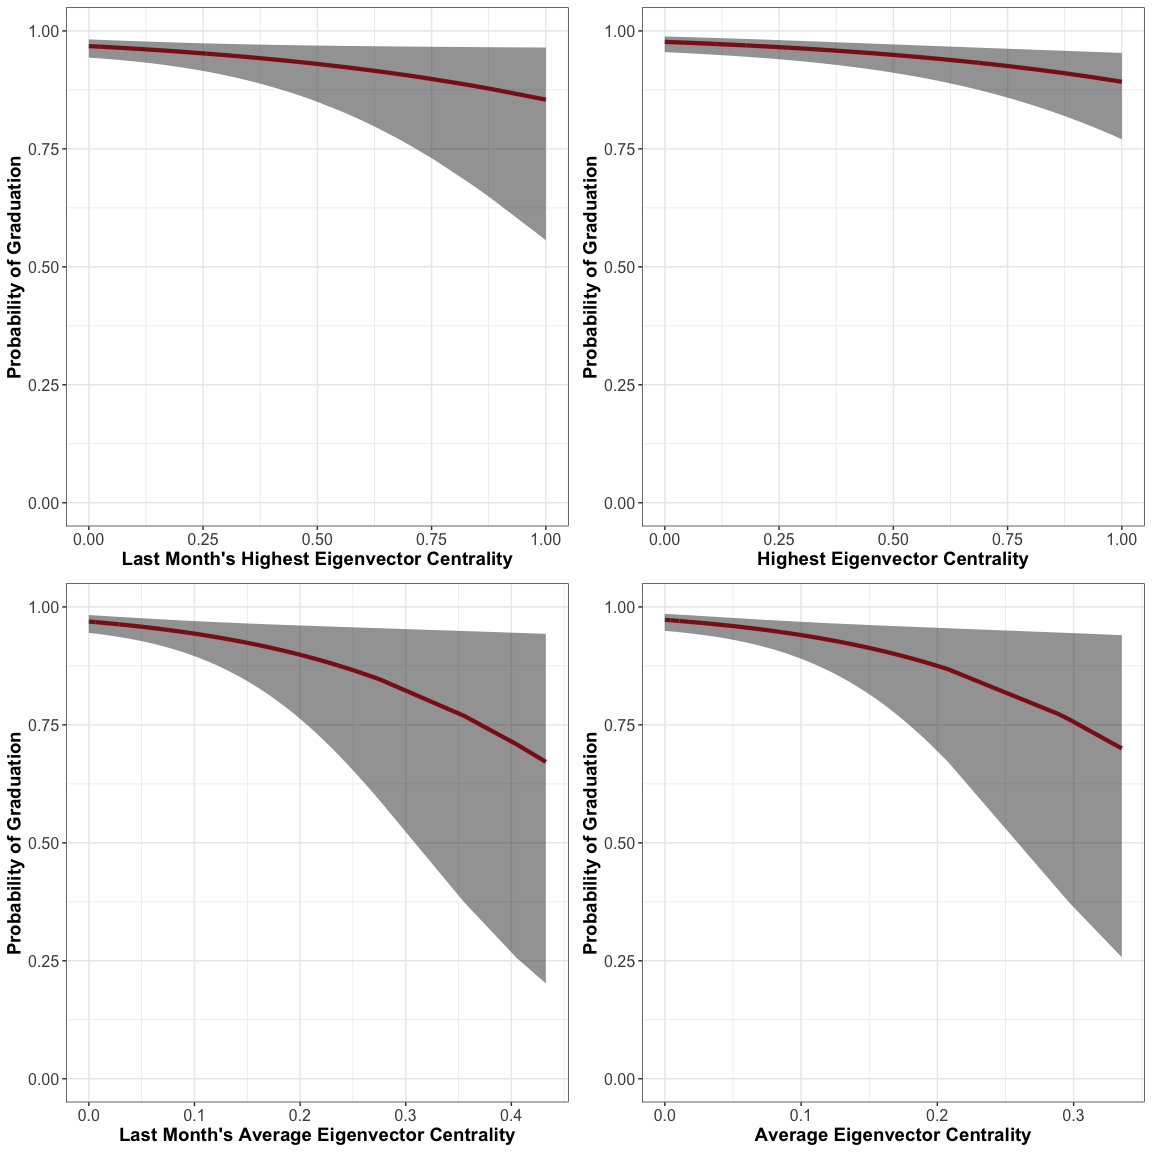 1.00
0.75
0.50
0.25
0.00
Probability of Graduation
0.00 0.25 0.50 0.75 1.00
Last Month's Highest Eigenvector Centrality
1.00
0.75
0.50
0.25
0.00
Probability of Graduation
0.00 0.25 0.50 0.75 1.00
Highest Eigenvector Centrality
1.00
0.75
0.50
0.25
0.00
Probability of Graduation
0.0 0.1 0.2 0.3 0.4
Last Month's Average Eigenvector Centrality
1.00
0.75
0.50
0.25
0.00
Probability of Graduation
0.0 0.1 0.2 0.3
Average Eigenvector Centrality